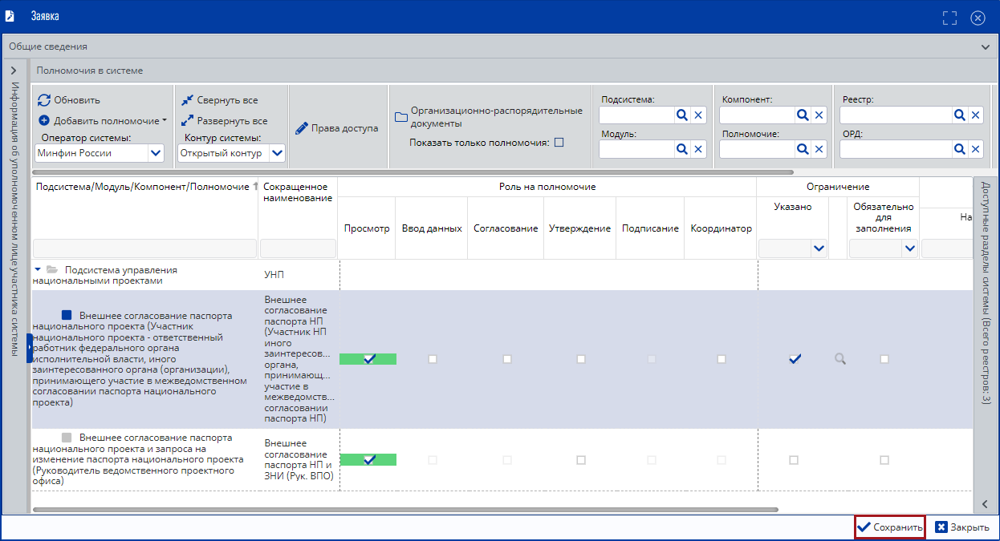 Заявка
Общие сведения
Информация об уполномоченном лице участника системы
Полномочия в системе
Обновить
Добавить полномочие
Оператор системы:
Минфин России
Свернуть все
Развернуть все
Контур системы:
Открытый контур
Права доступа
Организационно-распорядительные
документы
Показать только полномочия:
Подсистема:
Модуль:
Компонент:
Полномочие:
Реестр:
ОРД:
Подсистема/Модуль/Компонент/Полномочие
Сокращенное
наименование
Роль на полномочие
Просмотр
Ввод данных
Согласование
Утверждение
Подписание
Координатор
Ограничение
Указано
Обязательно
для
заполнения
На
Доступные разделы системы (Всего реестров: 3)
Подсистема управления
национальными проектами
УНП
Внешнее согласование паспорта
национального проекта (Участник
национального проекта - ответственный
работник федерального органа
исполнительной власти, иного
заинтересованного органа (организации),
принимающего участие в межведомственном
согласовании паспорта национального
проекта)
Внешнее
согласование
паспорта НП
(Участник НП
иного
заинтересов...
органа,
принимающ...
участие в
межведомств...
согласовании
паспорта НП)
Внешнее согласование паспорта
национального проекта и запроса на
изменение паспорта национального проекта
(Руководитель ведомственного проектного
офиса)
Внешнее
согласование
паспорта НП и
ЗНИ (Рук. ВПО)
Сохранить
Закрыть